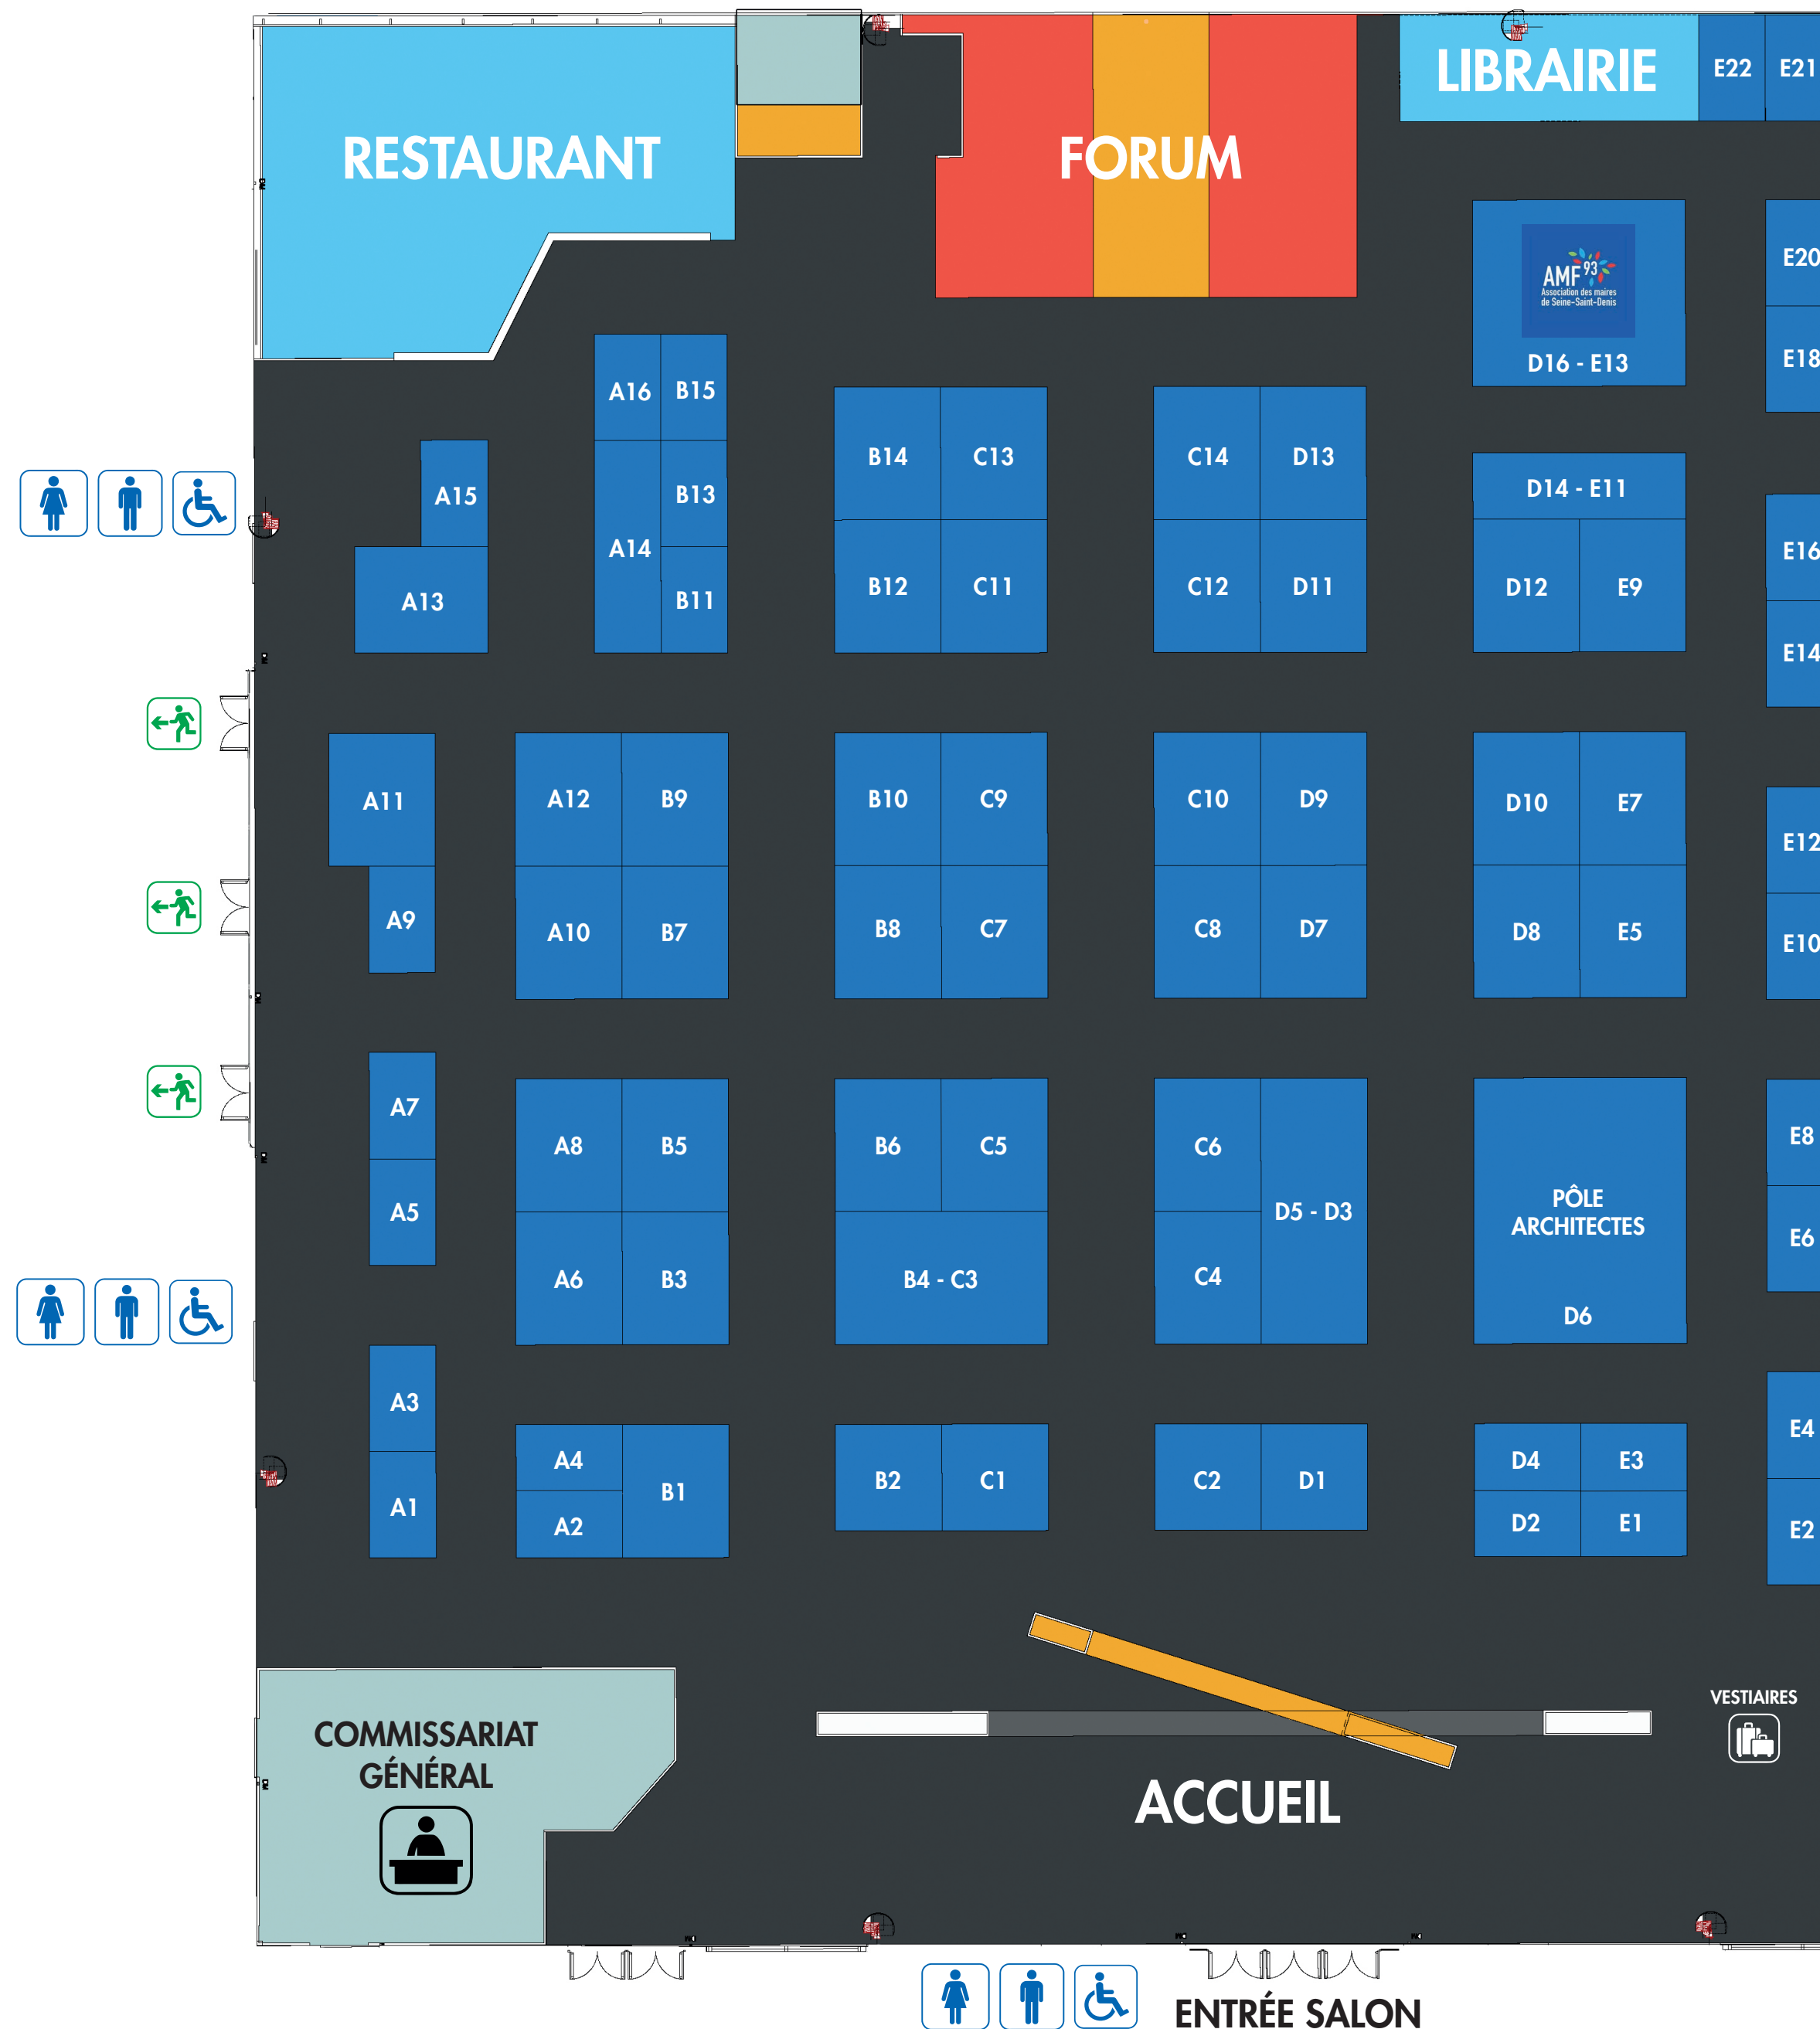 LIBRAIRIE
E22
E21
RESTAURANT
FORUM
AMF 93
Association des maires
de Seine-Saint-Denis
D16 - E13
E20
E18
A16
B15
B14
C13
C14
D13
D14 - E11
A15
B13
A14
B12
C11
C12
D11
D12
E9
E16
A13
B11
E14
A11
A12
B9
B10
C9
C10
D9
D10
E7
E12
A9
A10
B7
B8
C7
C8
D7
D8
E5
E10
A7
A8
B5
B6
C5
C6
E8
A5
D5 - D3
PÔLE
ARCHITECTES
E6
A6
B3
B4 - C3
C4
D6
A3
A4
B1
B2
C1
C2
D1
D4
E3
E4
A1
A2
D2
E1
E2
VESTIAIRES
COMMISSARIAT
GÉNÉRAL
ACCUEIL
ENTRÉE SALON